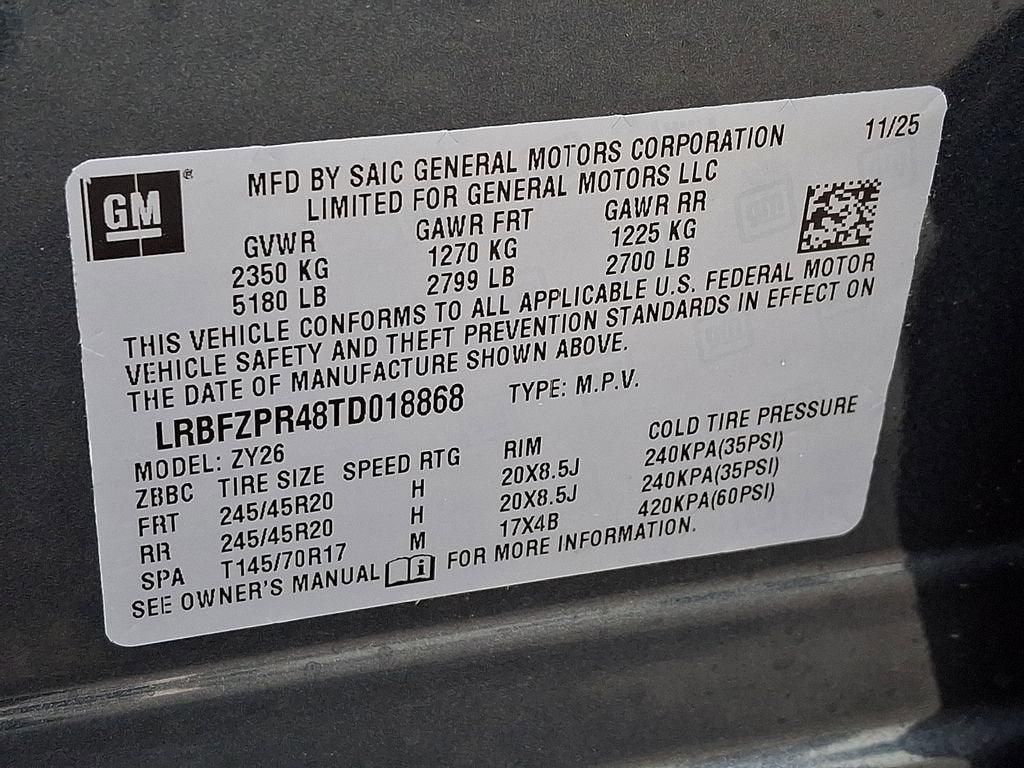 GM®
11/25
MFD BY SAIC GENERAL MOTORS CORPORATION
LIMITED FOR GENERAL MOTORS LLC
GVWR GAWR FRT GAWR RR
2350 KG 1270 KG 1225 KG
5180 LB 2799 LB 2700 LB
THIS VEHICLE CONFORMS TO ALL APPLICABLE U.S. FEDERAL MOTOR
VEHICLE SAFETY AND THEFT PREVENTION STANDARDS IN EFFECT ON
THE DATE OF MANUFACTURE SHOWN ABOVE.
LRBFZPR48TD018868 TYPE: M.P.V.
MODEL: ZY26
ZBBC TIRE SIZE SPEED RTG RIM COLD TIRE PRESSURE
FRT 245/45R20 H 20X8.5J 240KPA(35PSI)
RR 245/45R20 H 20X8.5J 240KPA(35PSI)
SPA T145/70R17 M 17X4B 420KPA(60PSI)
SEE OWNER'S MANUAL i FOR MORE INFORMATION.